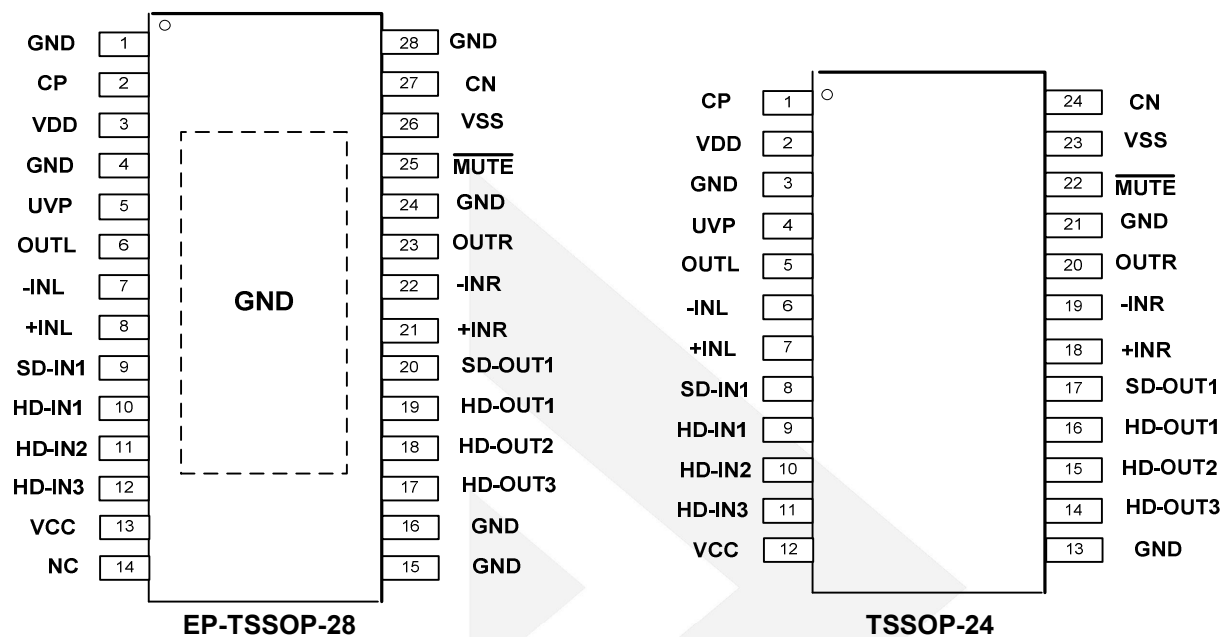 GND 1 28 GND
CP 2 27 CN
VDD 3 26 VSS
GND 4 25 MUTE
UVP 5 24 GND
OUTL 6 23 OUTR
-INL 7 22 -INR
+INL 8 21 +INR
SD-IN1 9 20 SD-OUT1
HD-IN1 10 19 HD-OUT1
HD-IN2 11 18 HD-OUT2
HD-IN3 12 17 HD-OUT3
VCC 13 16 GND
NC 14 15 GND
GND
EP-TSSOP-28
CP 1 24 CN
VDD 2 23 VSS
GND 3 22 MUTE
UVP 4 21 GND
OUTL 5 20 OUTR
-INL 6 19 -INR
+INL 7 18 +INR
SD-IN1 8 17 SD-OUT1
HD-IN1 9 16 HD-OUT1
HD-IN2 10 15 HD-OUT2
HD-IN3 11 14 HD-OUT3
VCC 12 13 GND
TSSOP-24